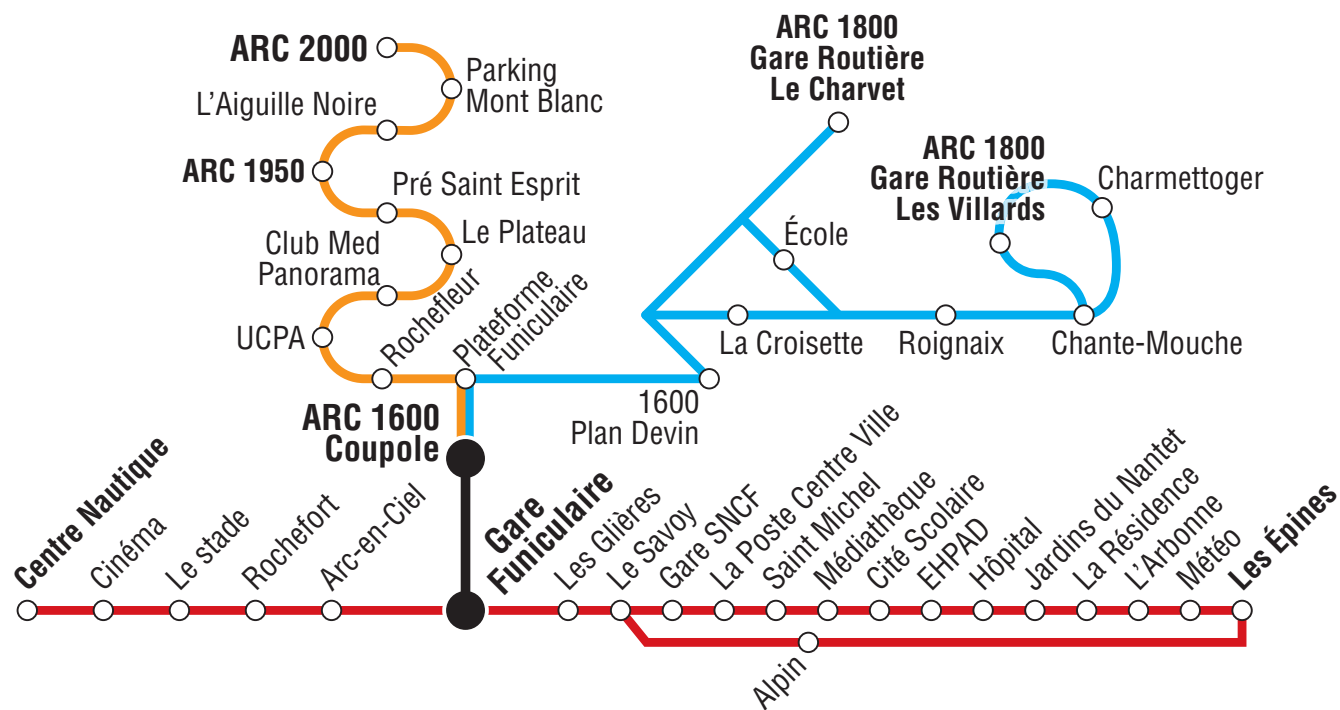 ARC 2000
Parking
Mont Blanc
L'Aiguille Noire
ARC 1950
Pré Saint Esprit
Le Plateau
Club Med
Panorama
UCPA
Rochefleur
Plateforme
Funiculaire
ARC 1600
Coupole
1600
Plan Devin
ARC 1800
Gare Routière
Le Charvet
ARC 1800
Gare Routière
Les Villards
Charmettoger
École
La Croisette
Roignaix
Chante-Mouche
Centre Nautique
Cinéma
Le stade
Rochefort
Arc-en-Ciel
Gare
Funiculaire
Les Glières
Le Savoy
Gare SNCF
La Poste Centre Ville
Saint Michel
Médiathèque
Cité Scolaire
EHPAD
Hôpital
Jardins du Nantet
La Résidence
L'Arbonne
Météo
Les Épines
Alpin